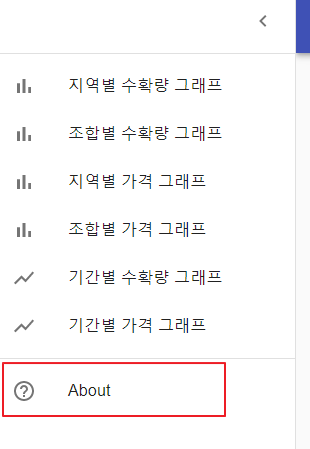 지역별 수확량 그래프
조합별 수확량 그래프
지역별 가격 그래프
조합별 가격 그래프
기간별 수확량 그래프
기간별 가격 그래프
About